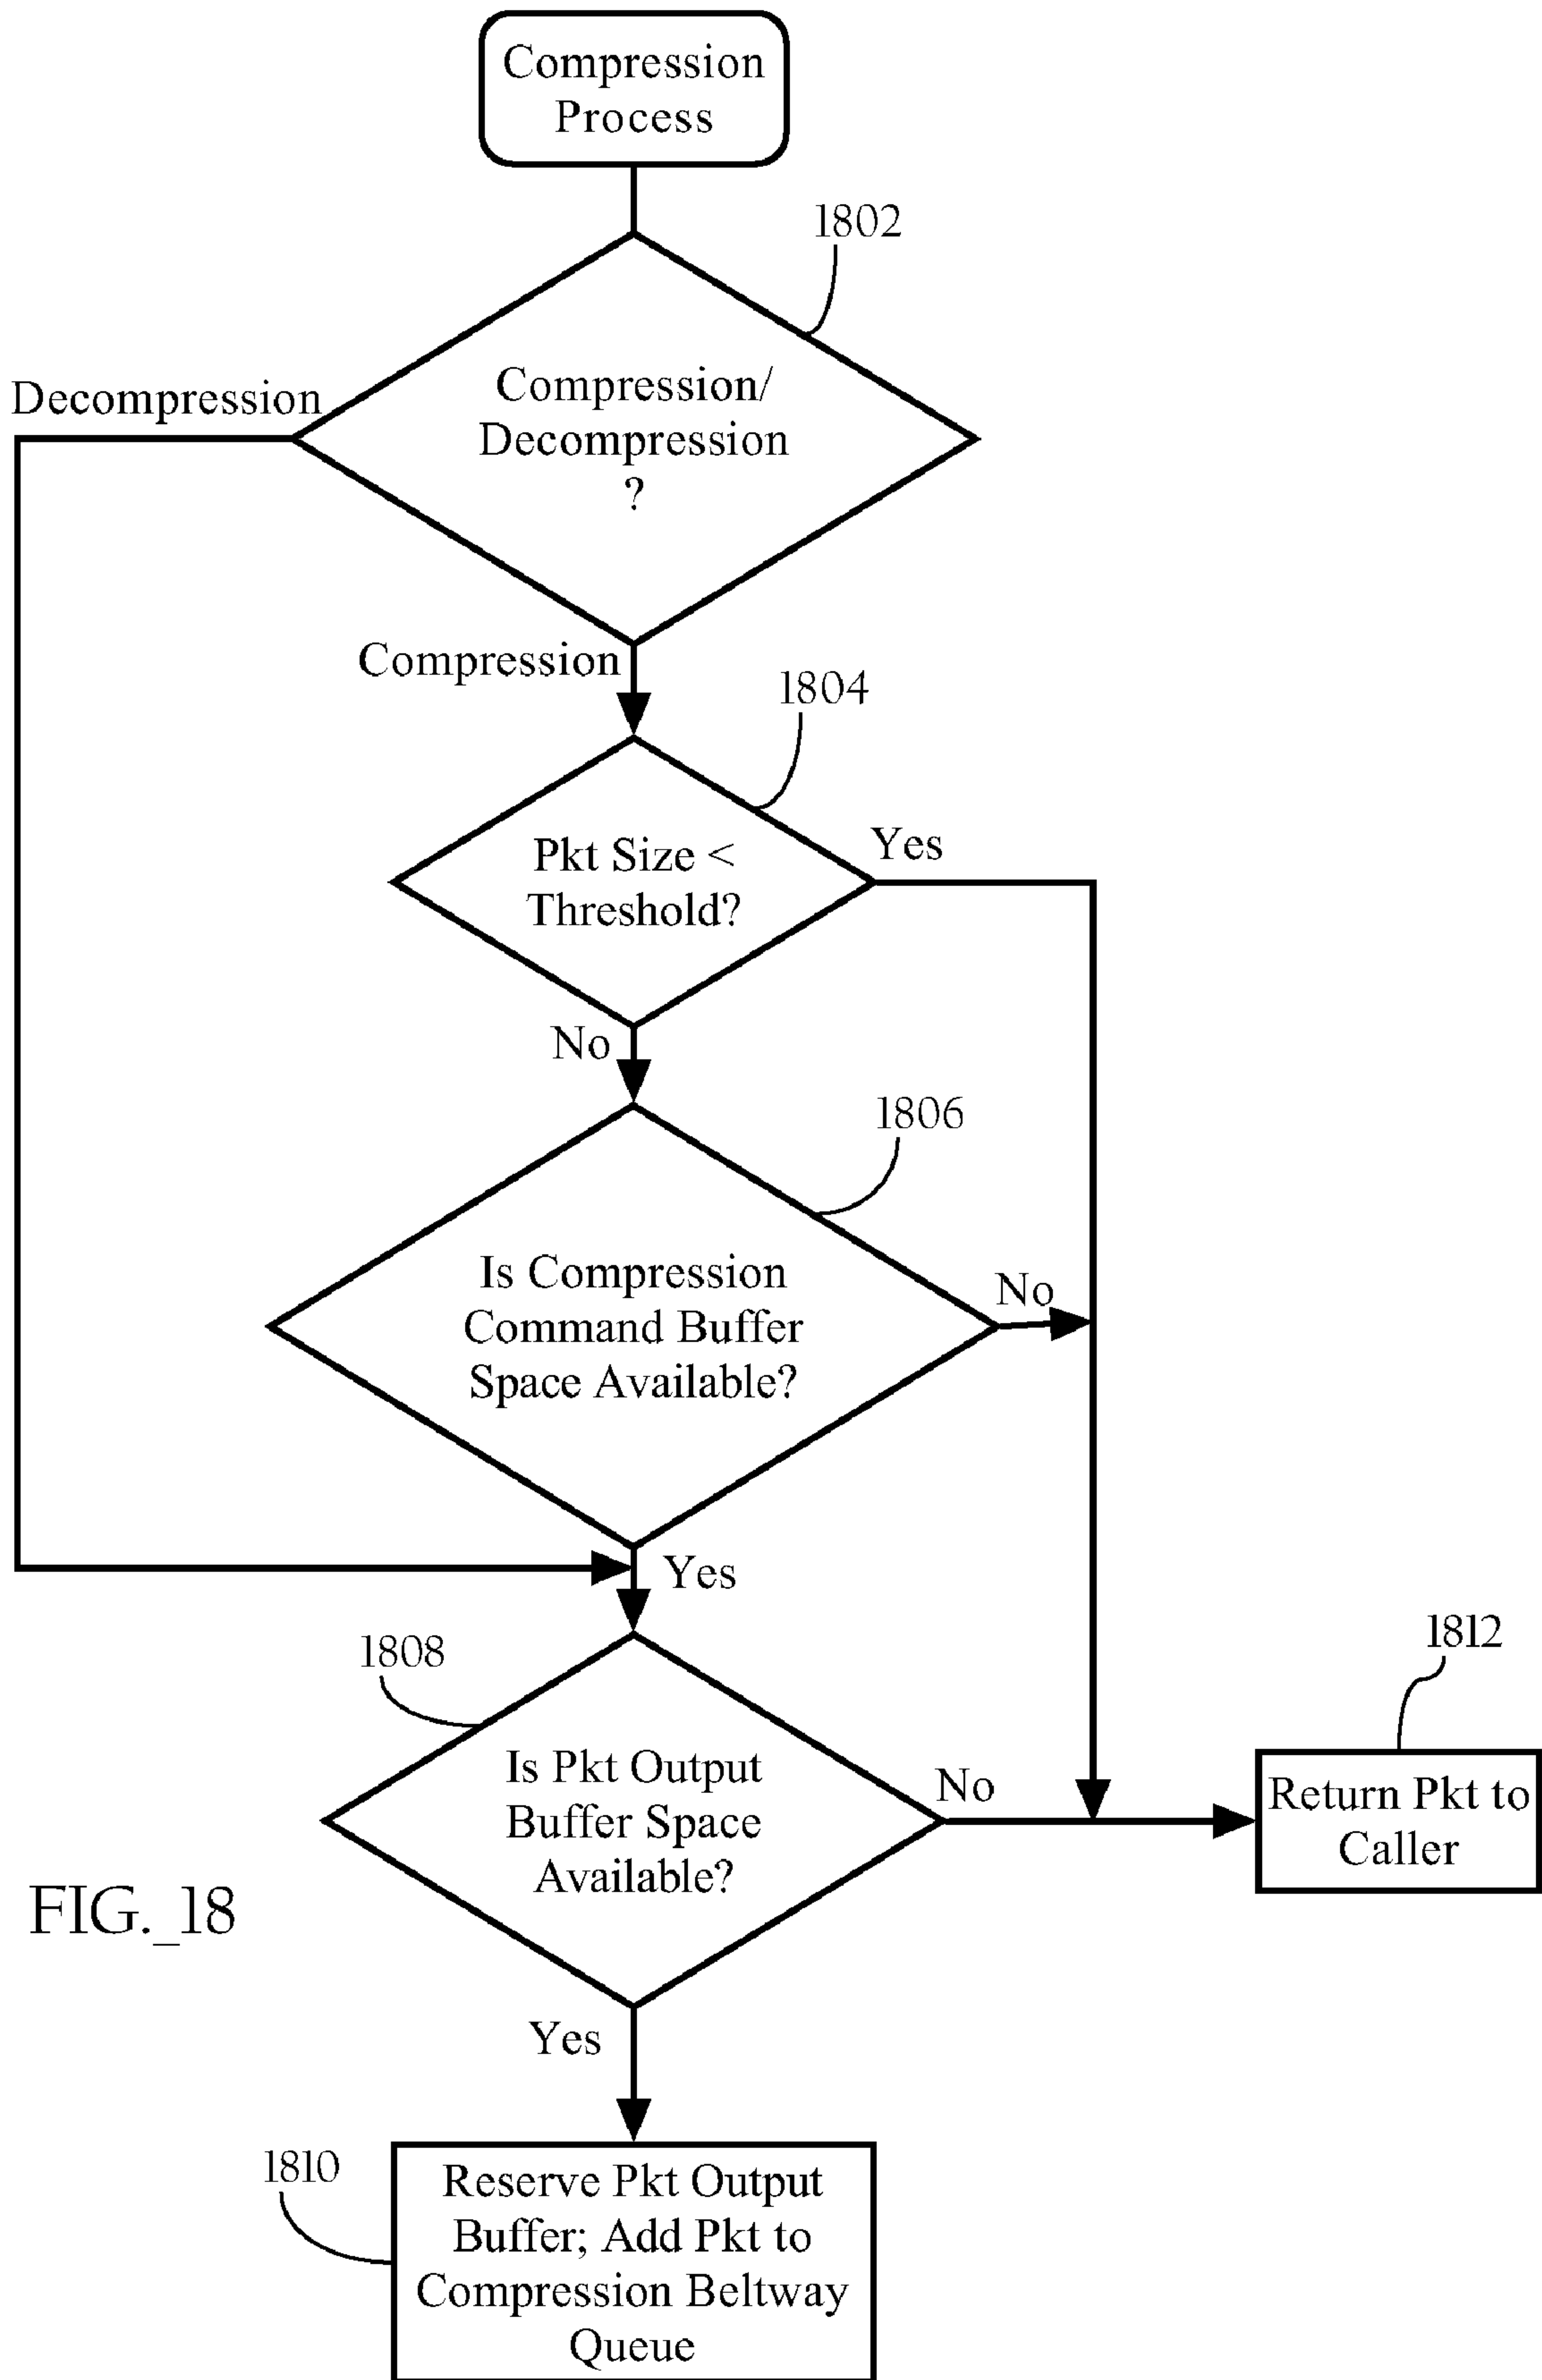 Compression
Process
1802
Decompression
Compression/
Decompression
?
Compression
1804
Pkt Size <
Threshold?
Yes
No
1806
Is Compression
Command Buffer
Space Available?
No
Yes
1808
1812
Is Pkt Output
Buffer Space
Available?
No
Return Pkt to
Caller
FIG._18
Yes
1810
Reserve Pkt Output
Buffer; Add Pkt to
Compression Beltway
Queue